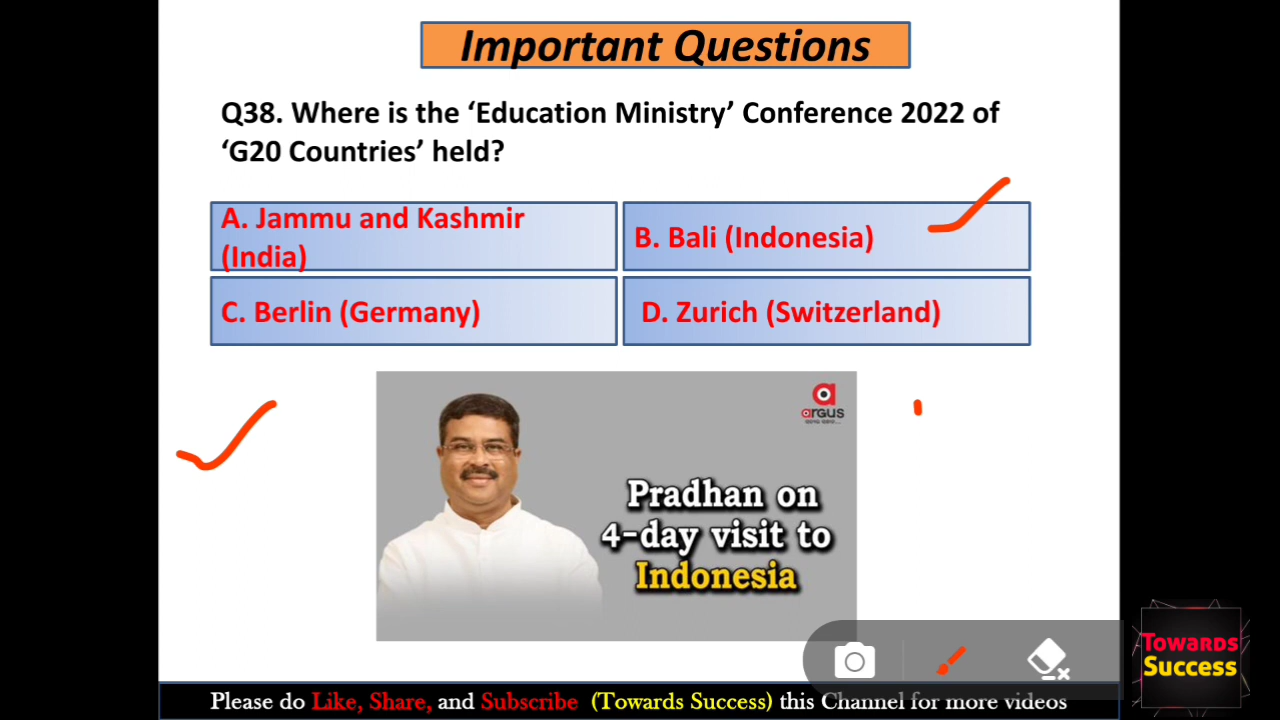 Important Questions
Q38. Where is the ‘Education Ministry’ Conference 2022 of
‘G20 Countries’ held?
A. Jammu and Kashmir
(India)
B. Bali (Indonesia)
C. Berlin (Germany)
D. Zurich (Switzerland)
argus
Pradhan on
4-day visit to
Indonesia
Towards
Success
Please do Like, Share, and Subscribe (Towards Success) this Channel for more videos